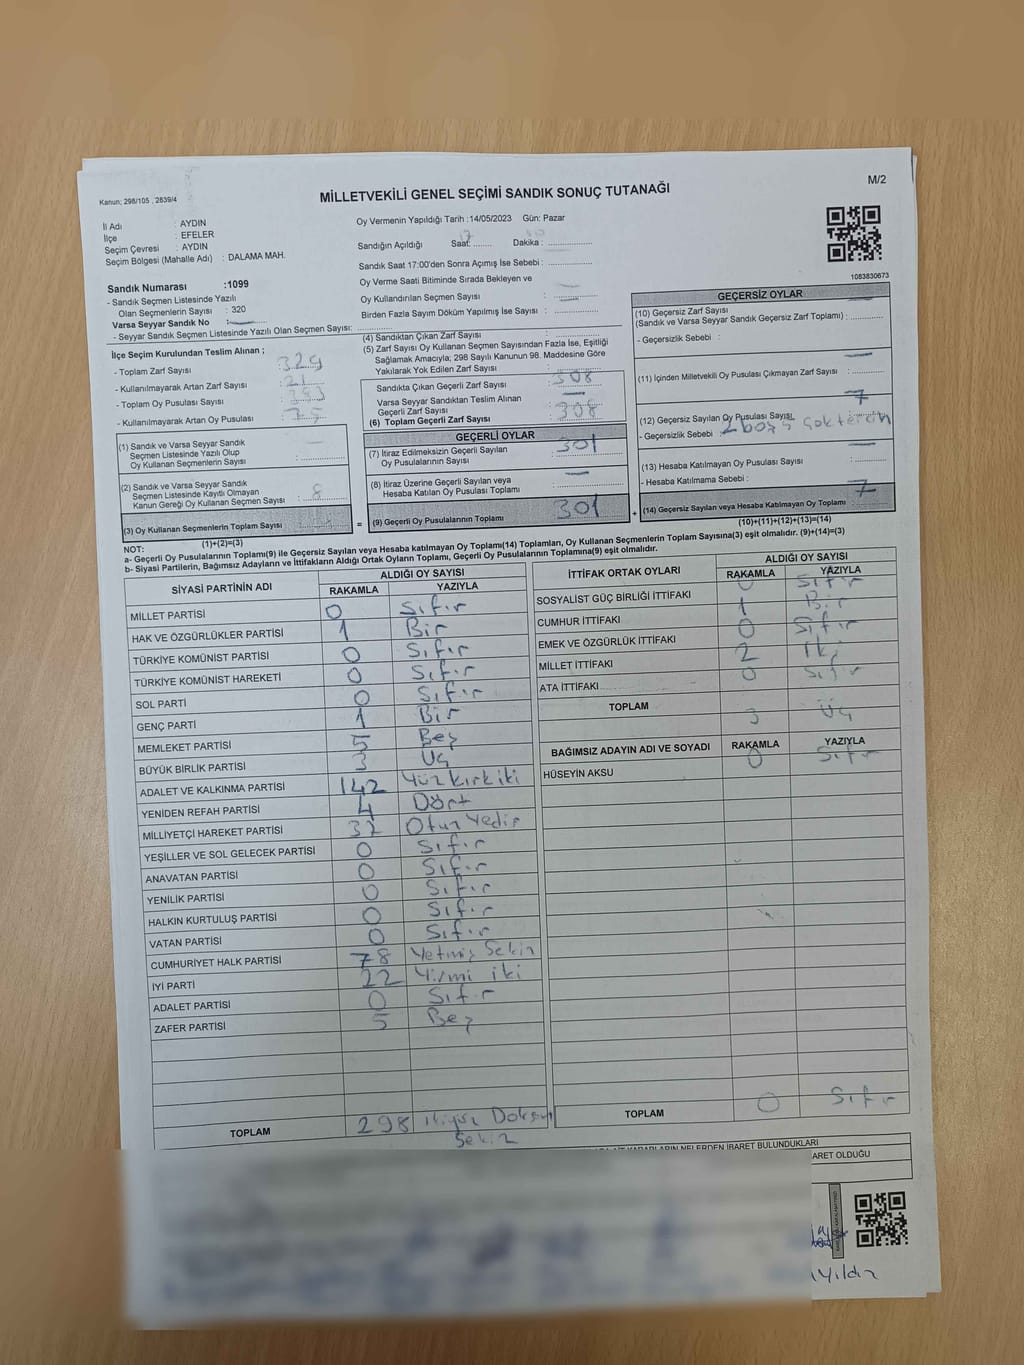 M/2
MİLLETVEKİLİ GENEL SEÇİMİ SANDIK SONUÇ TUTANAĞI
Kanun; 298/105 , 2839/4
İl Adı : AYDIN
İlçe : EFELER
Seçim Çevresi : AYDIN
Seçim Bölgesi (Mahalle Adı) : DALAMA MAH.
Sandık Numarası :1099
- Sandık Seçmen Listesinde Yazılı
Olan Seçmenlerin Sayısı : 320
Varsa Seyyar Sandık No :
- Seyyar Sandık Seçmen Listesinde Yazılı Olan Seçmen Sayısı:
Oy Vermenin Yapıldığı Tarih :14/05/2023 Gün: Pazar
Sandığın Açıldığı Saat: 17 Dakika :
Sandık Saat 17:00'den Sonra Açımış İse Sebebi :
Oy Verme Saati Bitiminde Sırada Bekleyen ve
Oy Kullandırılan Seçmen Sayısı :
Birden Fazla Sayım Döküm Yapılmış İse Sayısı :
1083830673
İlçe Seçim Kurulundan Teslim Alınan ;
- Toplam Zarf Sayısı : 329
- Kullanılmayarak Artan Zarf Sayısı : 21
- Toplam Oy Pusulası Sayısı :
- Kullanılmayarak Artan Oy Pusulası :
(1) Sandık ve Varsa Seyyar Sandık
Seçmen Listesinde Yazılı Olup
Oy Kullanan Seçmenlerin Sayısı :
(2) Sandık ve Varsa Seyyar Sandık
Seçmen Listesinde Kayıtlı Olmayan
Kanun Gereği Oy Kullanan Seçmen Sayısı : 8
(3) Oy Kullanan Seçmenlerin Toplam Sayısı
(1)+(2)=(3)
(4) Sandıktan Çıkan Zarf Sayısı :
(5) Zarf Sayısı Oy Kullanan Seçmen Sayısından Fazla İse, Eşitliği
Sağlamak Amacıyla; 298 Sayılı Kanunun 98. Maddesine Göre
Yakılarak Yok Edilen Zarf Sayısı :
Sandıkta Çıkan Geçerli Zarf Sayısı : 308
Varsa Seyyar Sandıktan Teslim Alınan
Geçerli Zarf Sayısı :
(6) Toplam Geçerli Zarf Sayısı : 308
GEÇERLİ OYLAR
(7) İtiraz Edilmeksizin Geçerli Sayılan
Oy Pusulalarının Sayısı : 301
(8) İtiraz Üzerine Geçerli Sayılan veya
Hesaba Katılan Oy Pusulası Toplamı :
= (9) Geçerli Oy Pusulalarının Toplamı 301
GEÇERSİZ OYLAR
(10) Geçersiz Zarf Sayısı
(Sandık ve Varsa Seyyar Sandık Geçersiz Zarf Toplamı) :
- Geçersizlik Sebebi :
(11) İçinden Milletvekili Oy Pusulası Çıkmayan Zarf Sayısı :
(12) Geçersiz Sayılan Oy Pusulası Sayısı : 7
- Geçersizlik Sebebi : 2 boş 5 çok tercih
(13) Hesaba Katılmayan Oy Pusulası Sayısı :
- Hesaba Katılmama Sebebi :
+ (14) Geçersiz Sayılan veya Hesaba Katılmayan Oy Toplamı 7
(10)+(11)+(12)+(13)=(14)
NOT:
a- Geçerli Oy Pusulalarının Toplamı(9) ile Geçersiz Sayılan veya Hesaba katılmayan Oy Toplamı(14) Toplamları, Oy Kullanan Seçmenlerin Toplam Sayısına(3) eşit olmalıdır. (9)+(14)=(3)
b- Siyasi Partilerin, Bağımsız Adayların ve İttifakların Aldığı Ortak Oyların Toplamı, Geçerli Oy Pusulalarının Toplamına(9) eşit olmalıdır.
SİYASİ PARTİNİN ADI ALDIĞI OY SAYISI
RAKAMLA YAZIYLA
MİLLET PARTİSİ 0 Sıfır
HAK VE ÖZGÜRLÜKLER PARTİSİ 1 Bir
TÜRKİYE KOMÜNİST PARTİSİ 0 Sıfır
TÜRKİYE KOMÜNİST HAREKETİ 0 Sıfır
SOL PARTİ 0 Sıfır
GENÇ PARTİ 1 Bir
MEMLEKET PARTİSİ 5 Beş
BÜYÜK BİRLİK PARTİSİ 3 Üç
ADALET VE KALKINMA PARTİSİ 142 Yüz kırk iki
YENİDEN REFAH PARTİSİ 4 Dört
MİLLİYETÇİ HAREKET PARTİSİ 37 Otuz Yedi
YEŞİLLER VE SOL GELECEK PARTİSİ 0 Sıfır
ANAVATAN PARTİSİ 0 Sıfır
YENİLİK PARTİSİ 0 Sıfır
HALKIN KURTULUŞ PARTİSİ 0 Sıfır
VATAN PARTİSİ 0 Sıfır
CUMHURİYET HALK PARTİSİ 78 Yetmiş Sekiz
İYİ PARTİ 22 Yirmi iki
ADALET PARTİSİ 0 Sıfır
ZAFER PARTİSİ 5 Beş
TOPLAM 298 ikiyüz Doksan
Sekiz
İTTİFAK ORTAK OYLARI ALDIĞI OY SAYISI
RAKAMLA YAZIYLA
SOSYALİST GÜÇ BİRLİĞİ İTTİFAKI 0 Sıfır
CUMHUR İTTİFAKI 1 Bir
EMEK VE ÖZGÜRLÜK İTTİFAKI 0 Sıfır
MİLLET İTTİFAKI 2 İki
ATA İTTİFAKI 0 Sıfır
TOPLAM 3 Üç
BAĞIMSIZ ADAYIN ADI VE SOYADI RAKAMLA YAZIYLA
HÜSEYİN AKSU 0 Sıfır
TOPLAM 0 Sıfır
NELERDEN İBARET BULUNDUKLARI
ARET OLDUĞU
Yıldız